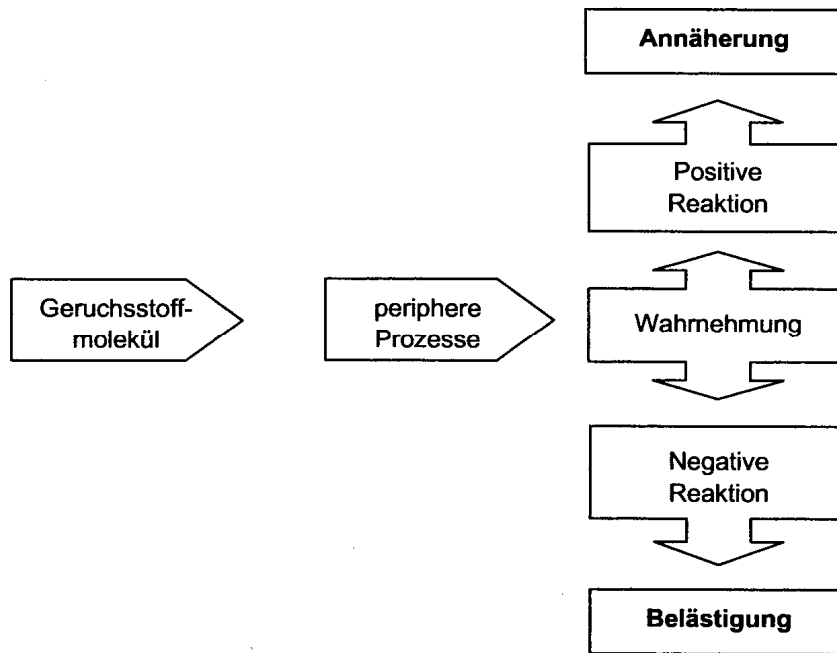 Annäherung
Positive
Reaktion
Geruchsstoff-
molekül
periphere
Prozesse
Wahrnehmung
Negative
Reaktion
Belästigung